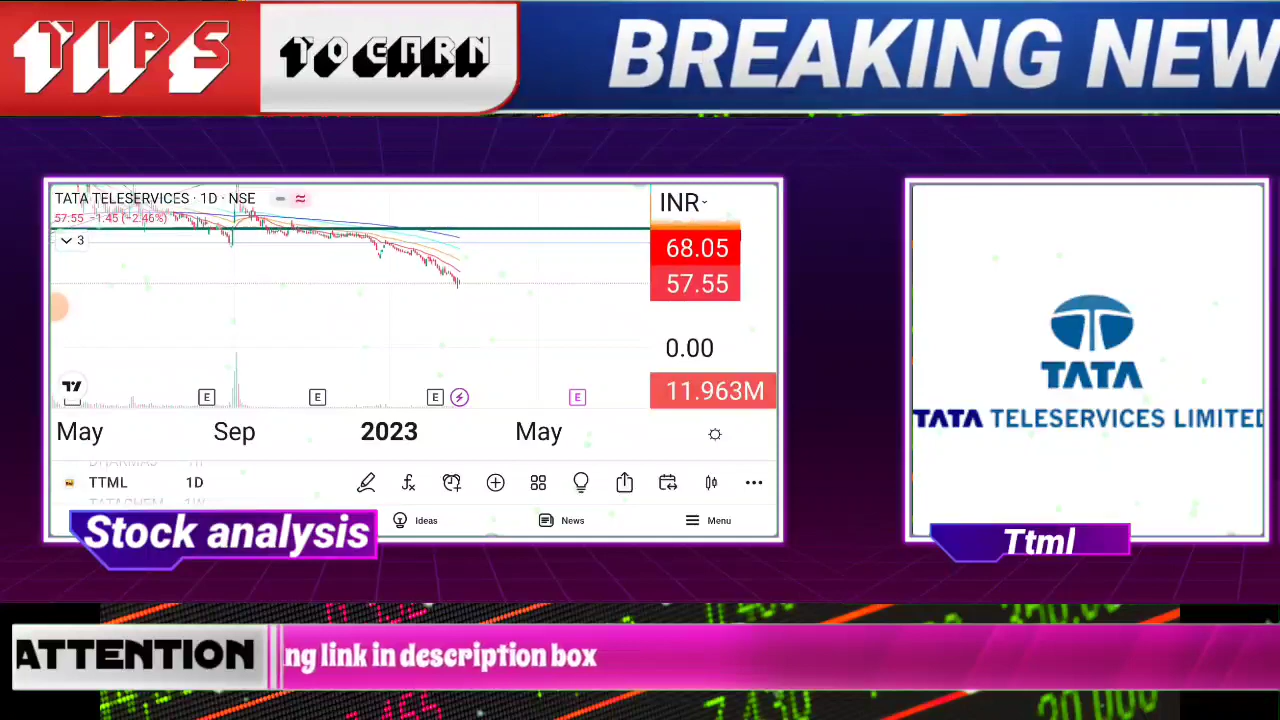 TIPS
TO EARN
BREAKING NEW
TATA TELESERVICES · 1D · NSE
57.55 −1.45 (−2.46%)
3
INR
68.05
57.55
0.00
11.963M
E
E
E
E
May
Sep
2023
May
TTML
1D
TATACHEM
1W
Ideas
News
Menu
Stock analysis
TATA
TATA TELESERVICES LIMITED
Ttml
ATTENTION
ng link in description box